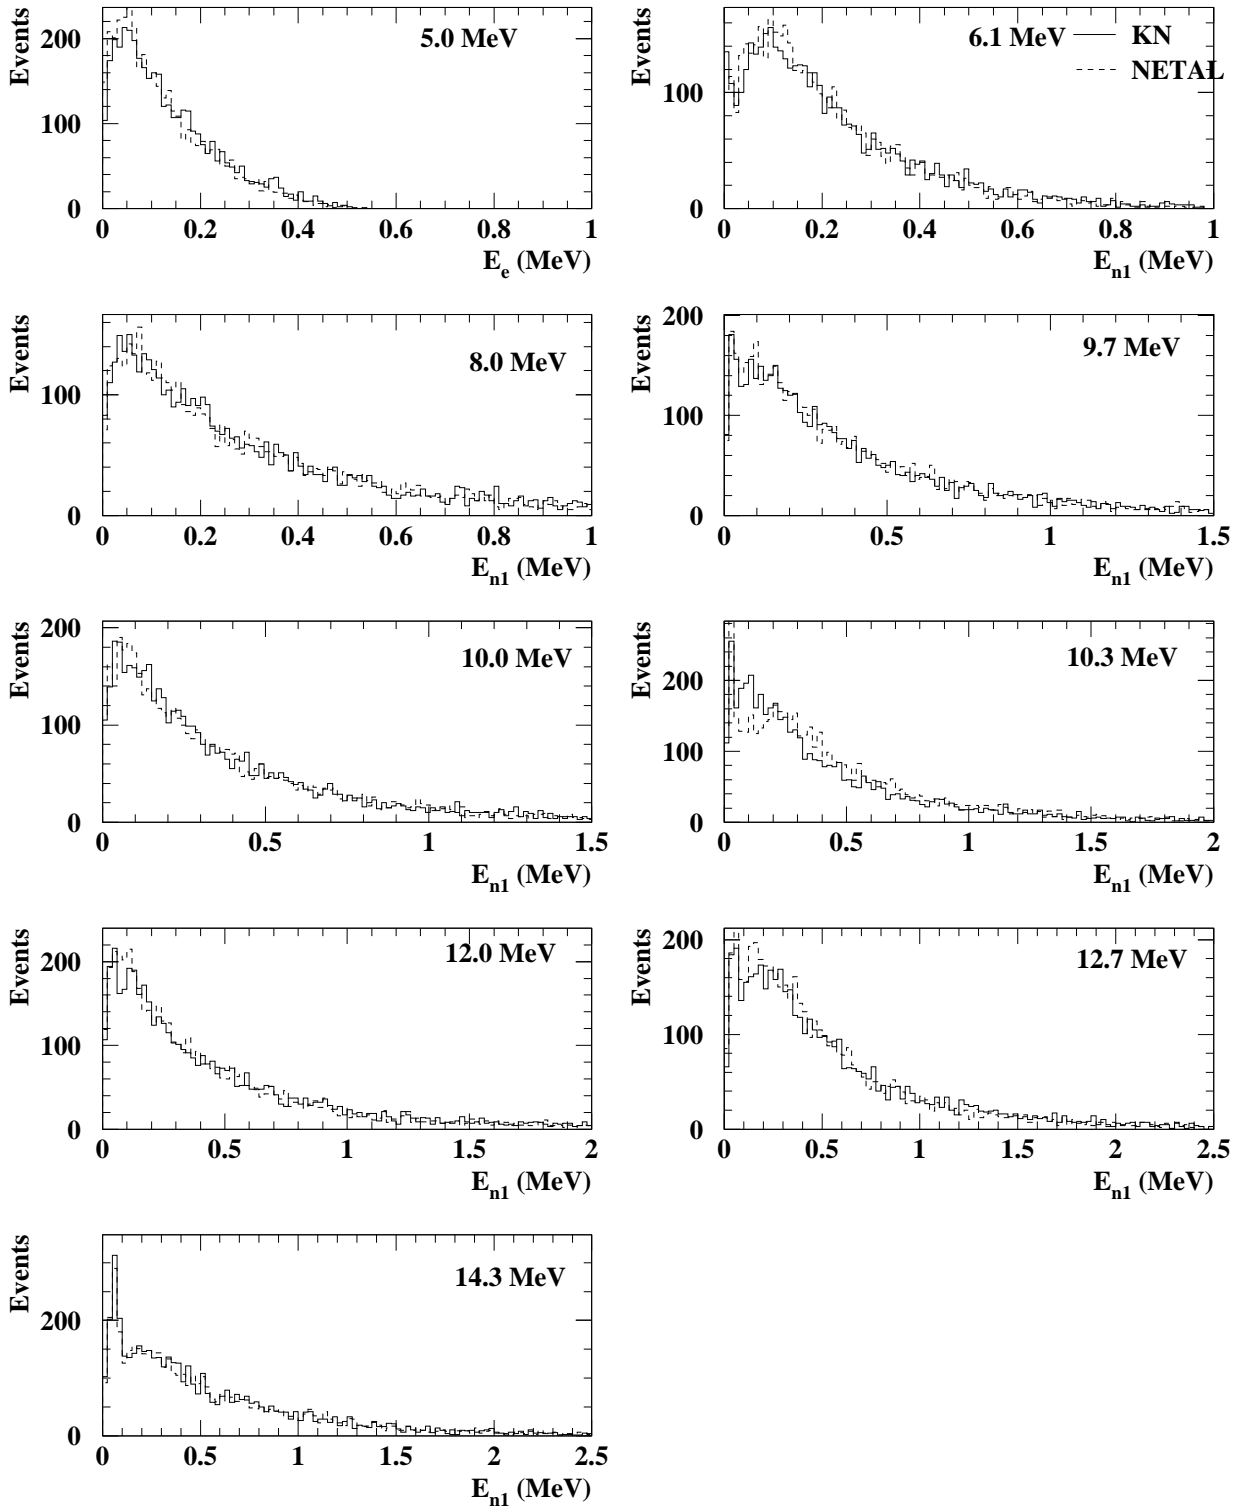 Events
200
100
0
5.0 MeV
0 0.2 0.4 0.6 0.8 1
E_e (MeV)
Events
100
0
6.1 MeV
KN
NETAL
0 0.2 0.4 0.6 0.8 1
E_n1 (MeV)
Events
100
0
8.0 MeV
0 0.2 0.4 0.6 0.8 1
E_n1 (MeV)
Events
200
100
0
9.7 MeV
0 0.5 1 1.5
E_n1 (MeV)
Events
200
100
0
10.0 MeV
0 0.5 1 1.5
E_n1 (MeV)
Events
200
100
0
10.3 MeV
0 0.5 1 1.5 2
E_n1 (MeV)
Events
200
100
0
12.0 MeV
0 0.5 1 1.5 2
E_n1 (MeV)
Events
200
100
0
12.7 MeV
0 0.5 1 1.5 2 2.5
E_n1 (MeV)
Events
200
0
14.3 MeV
0 0.5 1 1.5 2 2.5
E_n1 (MeV)